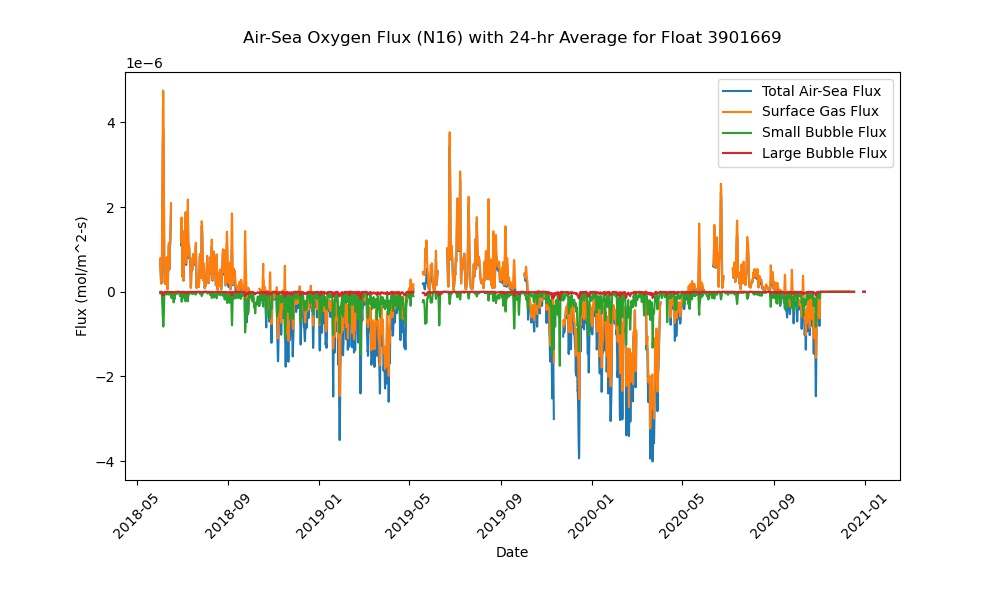 Air-Sea Oxygen Flux (N16) with 24-hr Average for Float 3901669
1e−6
Total Air-Sea Flux
Surface Gas Flux
Small Bubble Flux
Large Bubble Flux
4
2
0
−2
−4
Flux (mol/m^2-s)
2018-05
2018-09
2019-01
2019-05
2019-09
2020-01
2020-05
2020-09
2021-01
Date